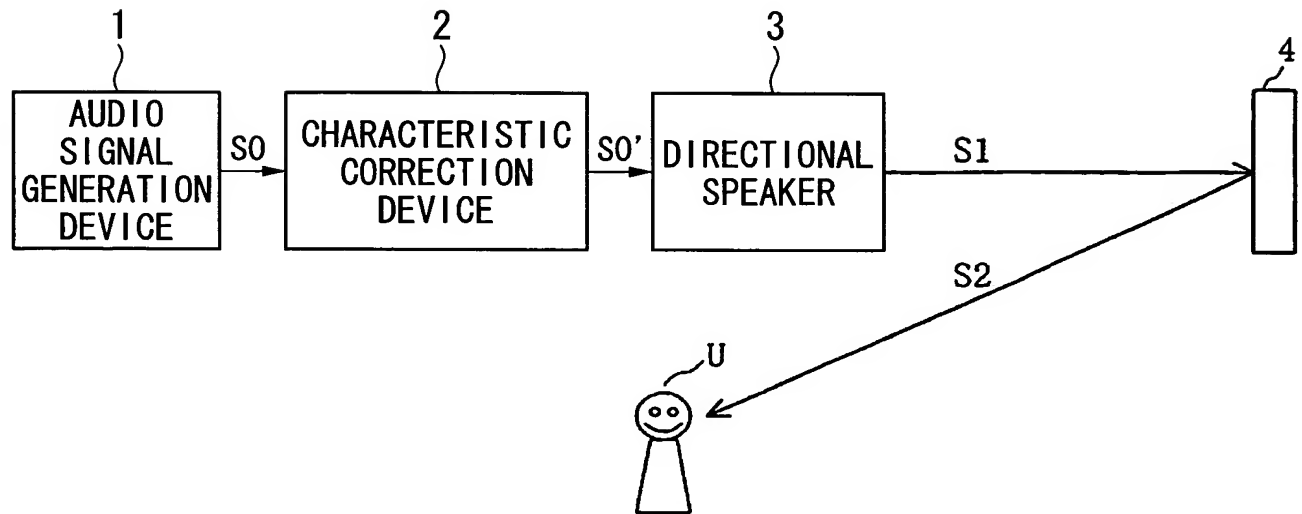 1
2
3
4
AUDIO
SIGNAL
GENERATION
DEVICE
S0
CHARACTERISTIC
CORRECTION
DEVICE
S0'
DIRECTIONAL
SPEAKER
S1
S2
U